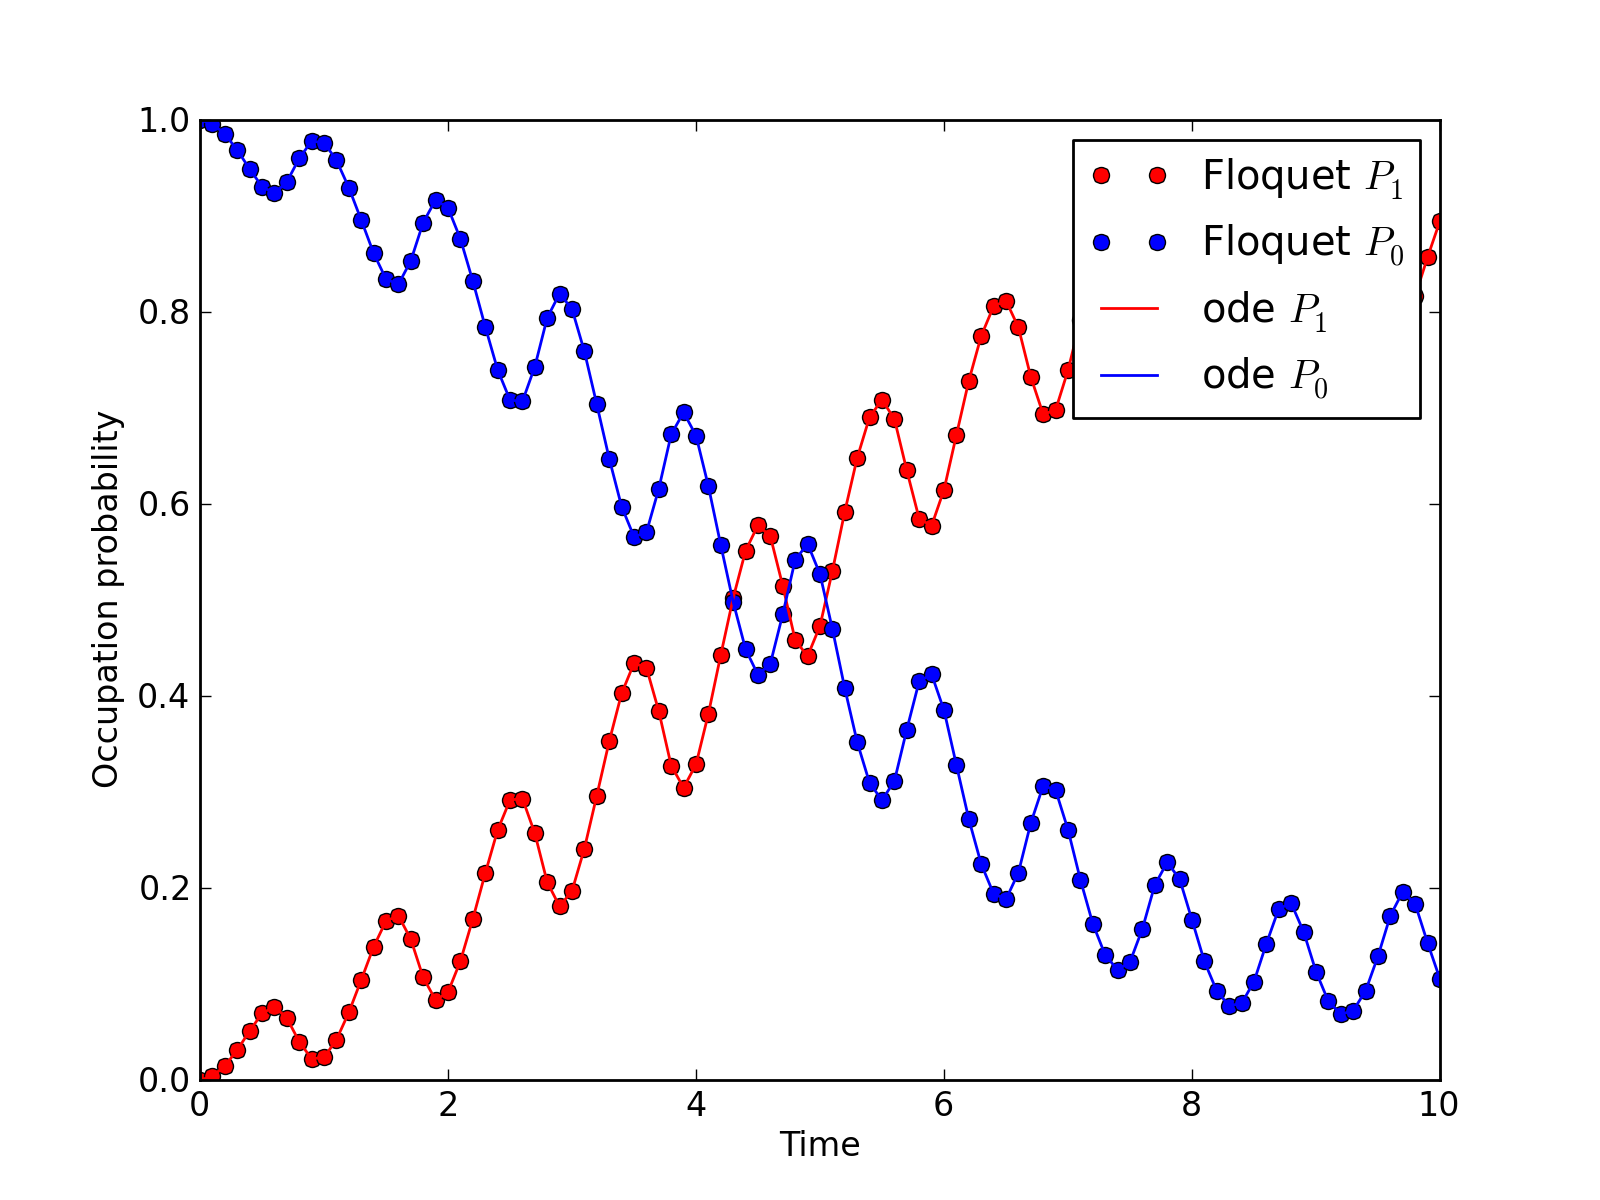 1.0
0.8
0.6
0.4
0.2
0.0
0 2 4 6 8 10
Time
Occupation probability
Floquet P₁
Floquet P₀
ode P₁
ode P₀